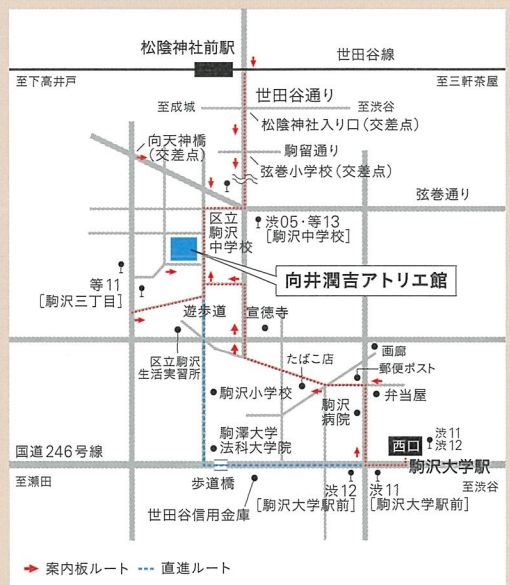 松陰神社前駅
世田谷線
至下高井戸
至三軒茶屋
世田谷通り
至成城
至渋谷
松陰神社入り口(交差点)
向天神橋
(交差点)
駒留通り
弦巻小学校(交差点)
弦巻通り
区立
駒沢
中学校
渋05・等13
[駒沢中学校]
向井潤吉アトリエ館
等11
[駒沢三丁目]
遊歩道
宣徳寺
区立駒沢
生活実習所
たばこ店
画廊
郵便ポスト
駒沢小学校
弁当屋
駒沢
病院
駒澤大学
法科大学院
西口
渋11
渋12
国道246号線
駒沢大学駅
至瀬田
至渋谷
歩道橋
渋12
[駒沢大学駅前]
渋11
[駒沢大学駅前]
世田谷信用金庫
案内板ルート
直進ルート